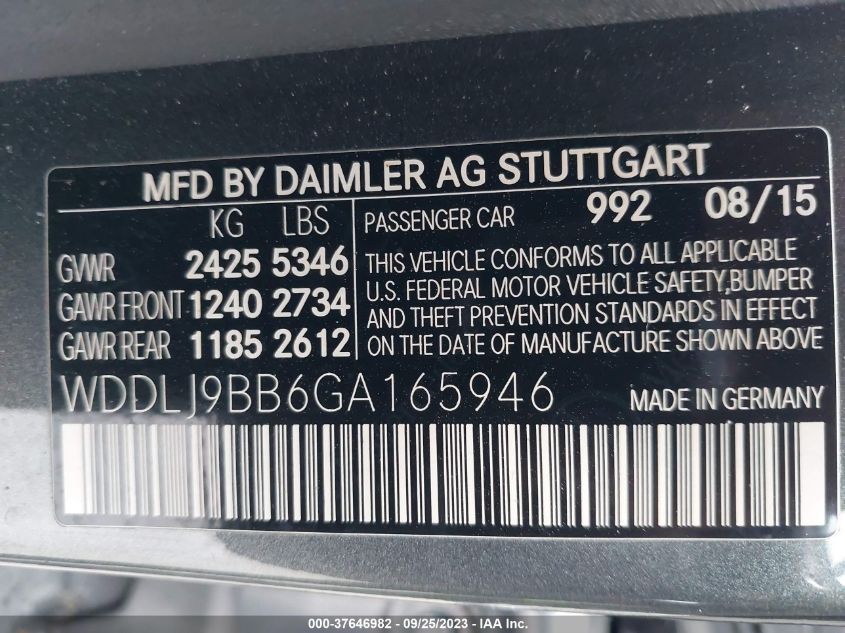 MFD BY DAIMLER AG STUTTGART
KG LBS
GVWR 2425 5346
GAWR FRONT 1240 2734
GAWR REAR 1185 2612
PASSENGER CAR 992 08/15
THIS VEHICLE CONFORMS TO ALL APPLICABLE
U.S. FEDERAL MOTOR VEHICLE SAFETY,BUMPER
AND THEFT PREVENTION STANDARDS IN EFFECT
ON THE DATE OF MANUFACTURE SHOWN ABOVE
WDDLJ9BB6GA165946 MADE IN GERMANY
000-37646982 / 09/25/2023 - IAA Inc.